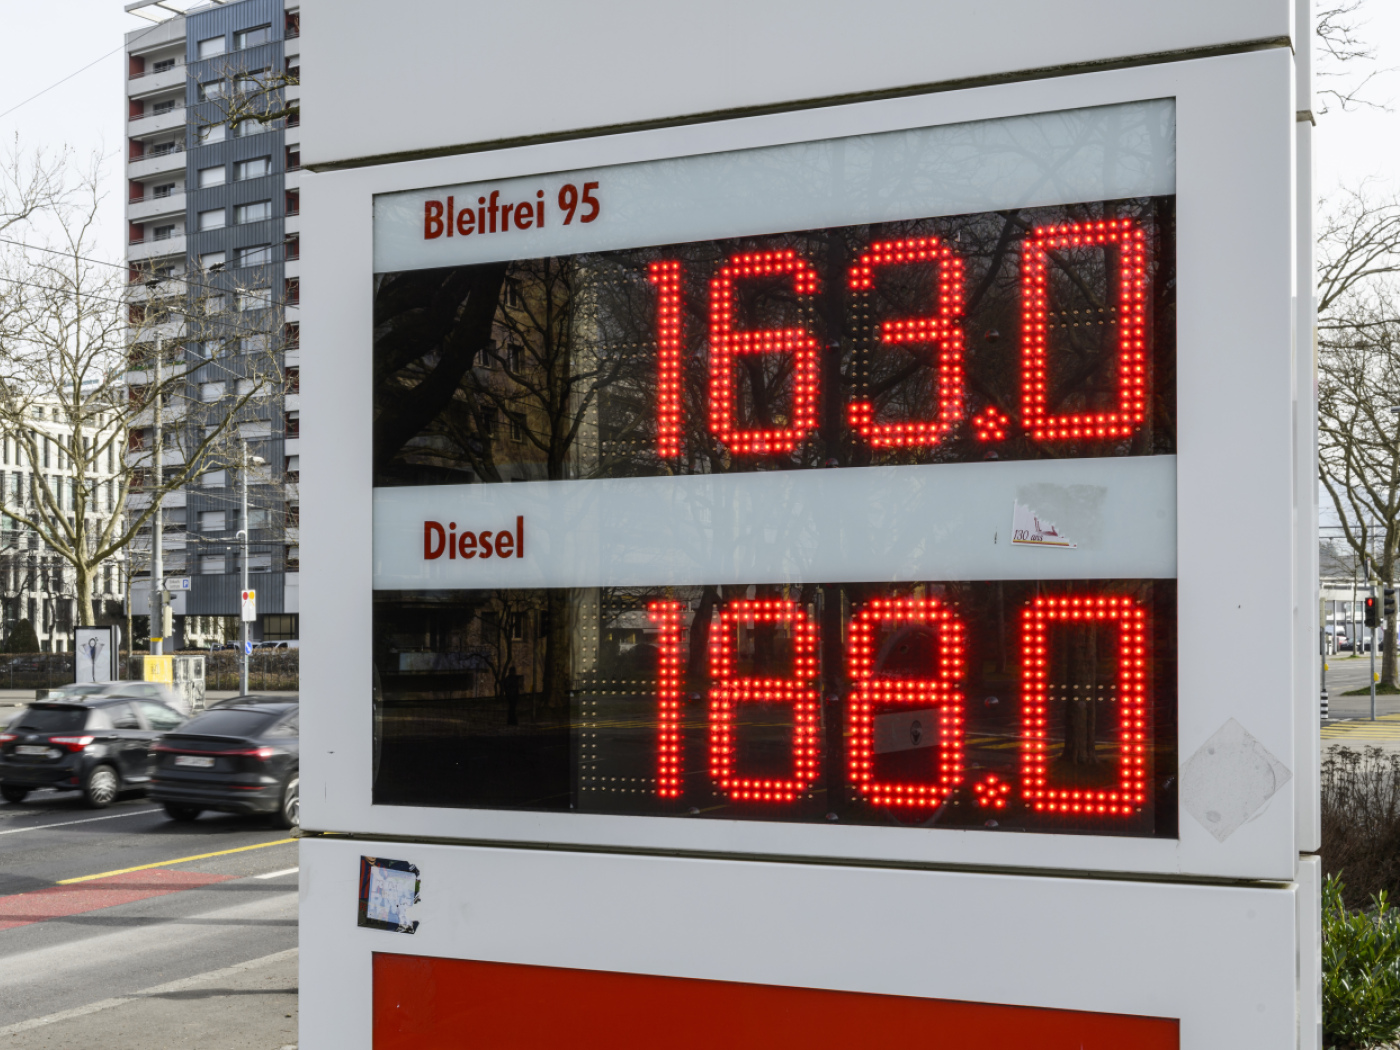 Bleifrei 95
163.0
Diesel
130 ans
188.0